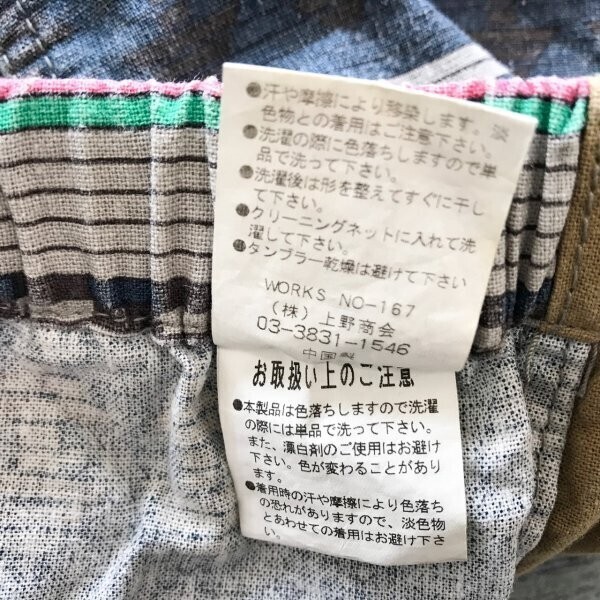 ●汗や摩擦により移染します。淡
色物との着用はご注意下さい。
●洗濯の際に色落ちしますので単
品で洗って下さい。
●洗濯後は形を整えてすぐに干し
て下さい。
●クリーニングネットに入れて洗
濯して下さい。
●タンブラー乾燥は避けて下さい
WORKS NO-167
(株)上野商会
03-3831-1546
中国製
お取扱い上のご注意
●本製品は色落ちしますので洗濯
の際には単品で洗って下さい。
また、漂白剤のご使用はお避け
下さい。色が変わることがあり
ます。
●着用時の汗や摩擦により色落ち
の恐れがありますので、淡色物
とあわせての着用はお避け下さ
い。